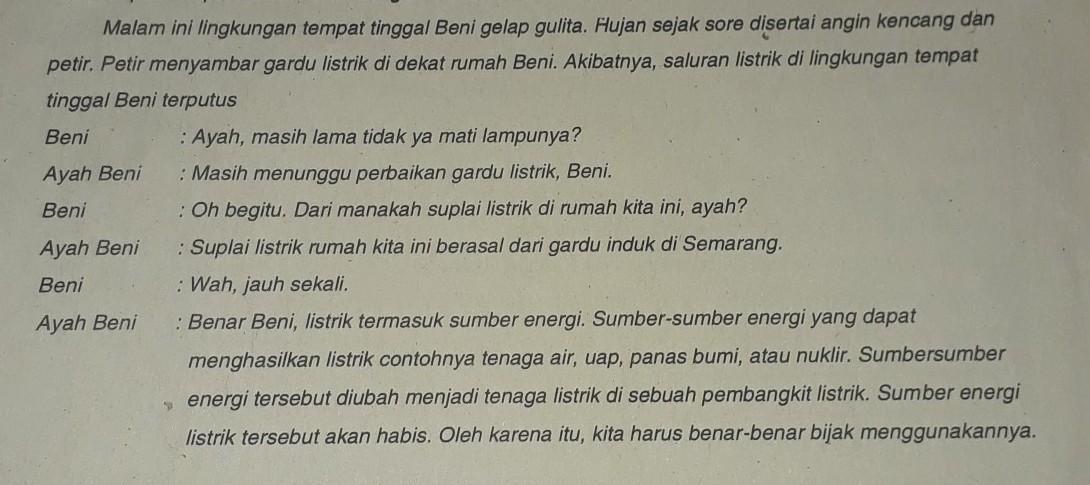 Malam ini lingkungan tempat tinggal Beni gelap gulita. Hujan sejak sore disertai angin kencang dan
petir. Petir menyambar gardu listrik di dekat rumah Beni. Akibatnya, saluran listrik di lingkungan tempat
tinggal Beni terputus
Beni : Ayah, masih lama tidak ya mati lampunya?
Ayah Beni : Masih menunggu perbaikan gardu listrik, Beni.
Beni : Oh begitu. Dari manakah suplai listrik di rumah kita ini, ayah?
Ayah Beni : Suplai listrik rumah kita ini berasal dari gardu induk di Semarang.
Beni : Wah, jauh sekali.
Ayah Beni : Benar Beni, listrik termasuk sumber energi. Sumber-sumber energi yang dapat
menghasilkan listrik contohnya tenaga air, uap, panas bumi, atau nuklir. Sumbersumber
energi tersebut diubah menjadi tenaga listrik di sebuah pembangkit listrik. Sumber energi
listrik tersebut akan habis. Oleh karena itu, kita harus benar-benar bijak menggunakannya.